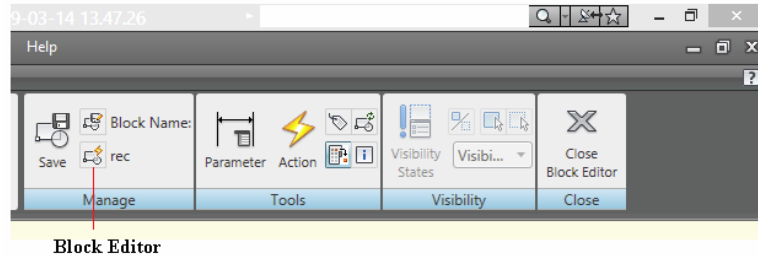 9-03-14 13.47.26
Help
?
Block Name:
rec
Save
Parameter
Action
i
Visibility
States
Visibi...
Close
Block Editor
Manage
Tools
Visibility
Close
Block Editor